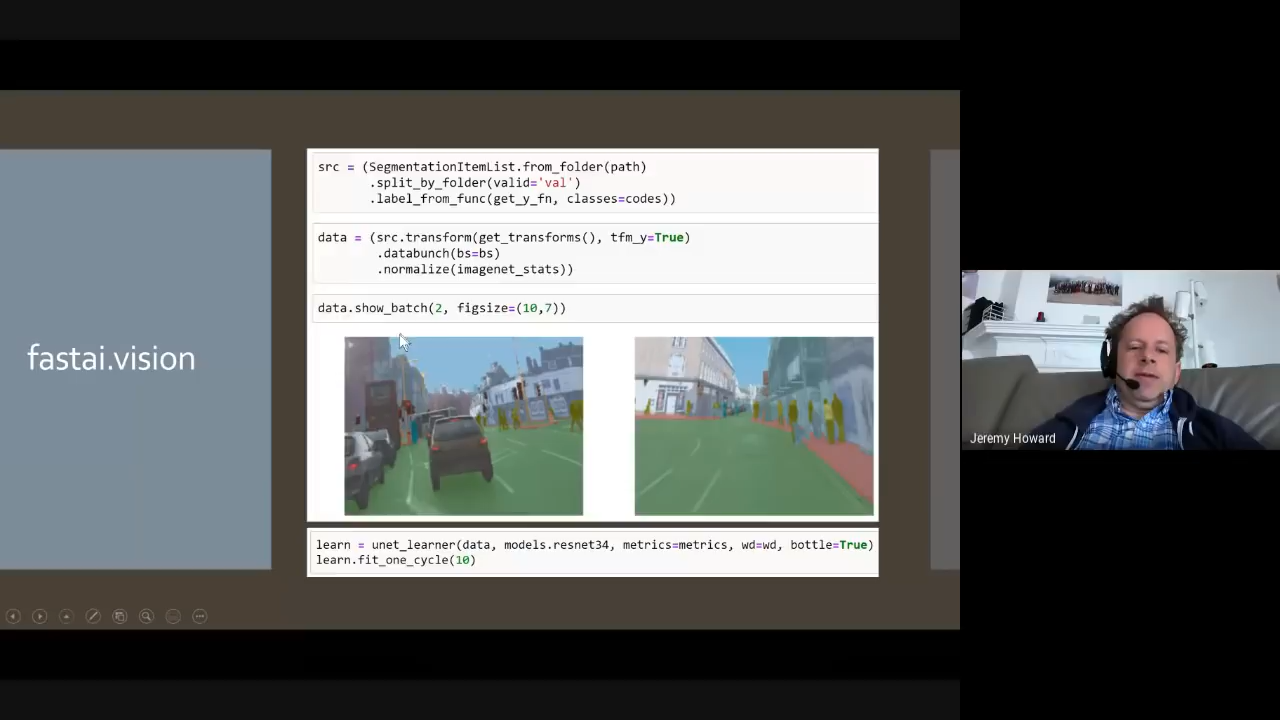 fastai.vision
src = (SegmentationItemList.from_folder(path)
.split_by_folder(valid='val')
.label_from_func(get_y_fn, classes=codes))
data = (src.transform(get_transforms(), tfm_y=True)
.databunch(bs=bs)
.normalize(imagenet_stats))
data.show_batch(2, figsize=(10,7))
learn = unet_learner(data, models.resnet34, metrics=metrics, wd=wd, bottle=True)
learn.fit_one_cycle(10)
Jeremy Howard